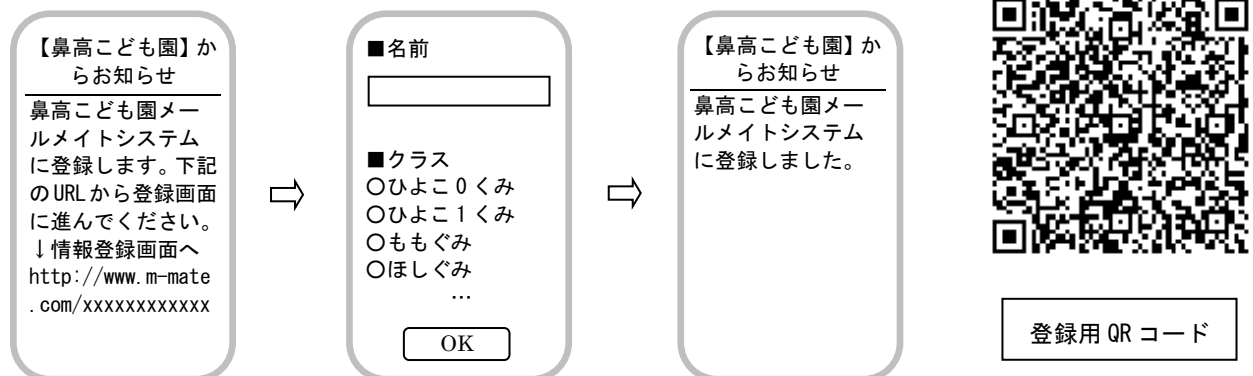 【鼻高こども園】か
らお知らせ
鼻高こども園メー
ルメイトシステム
に登録します。下記
のURLから登録画面
に進んでください。
↓情報登録画面へ
http://www.m-mate
.com/xxxxxxxxxxxx
⇨
■名前
■クラス
○ひよこ0くみ
○ひよこ1くみ
○ももぐみ
○ほしぐみ
…
OK
⇨
【鼻高こども園】か
らお知らせ
鼻高こども園メー
ルメイトシステム
に登録しました。
登録用QRコード